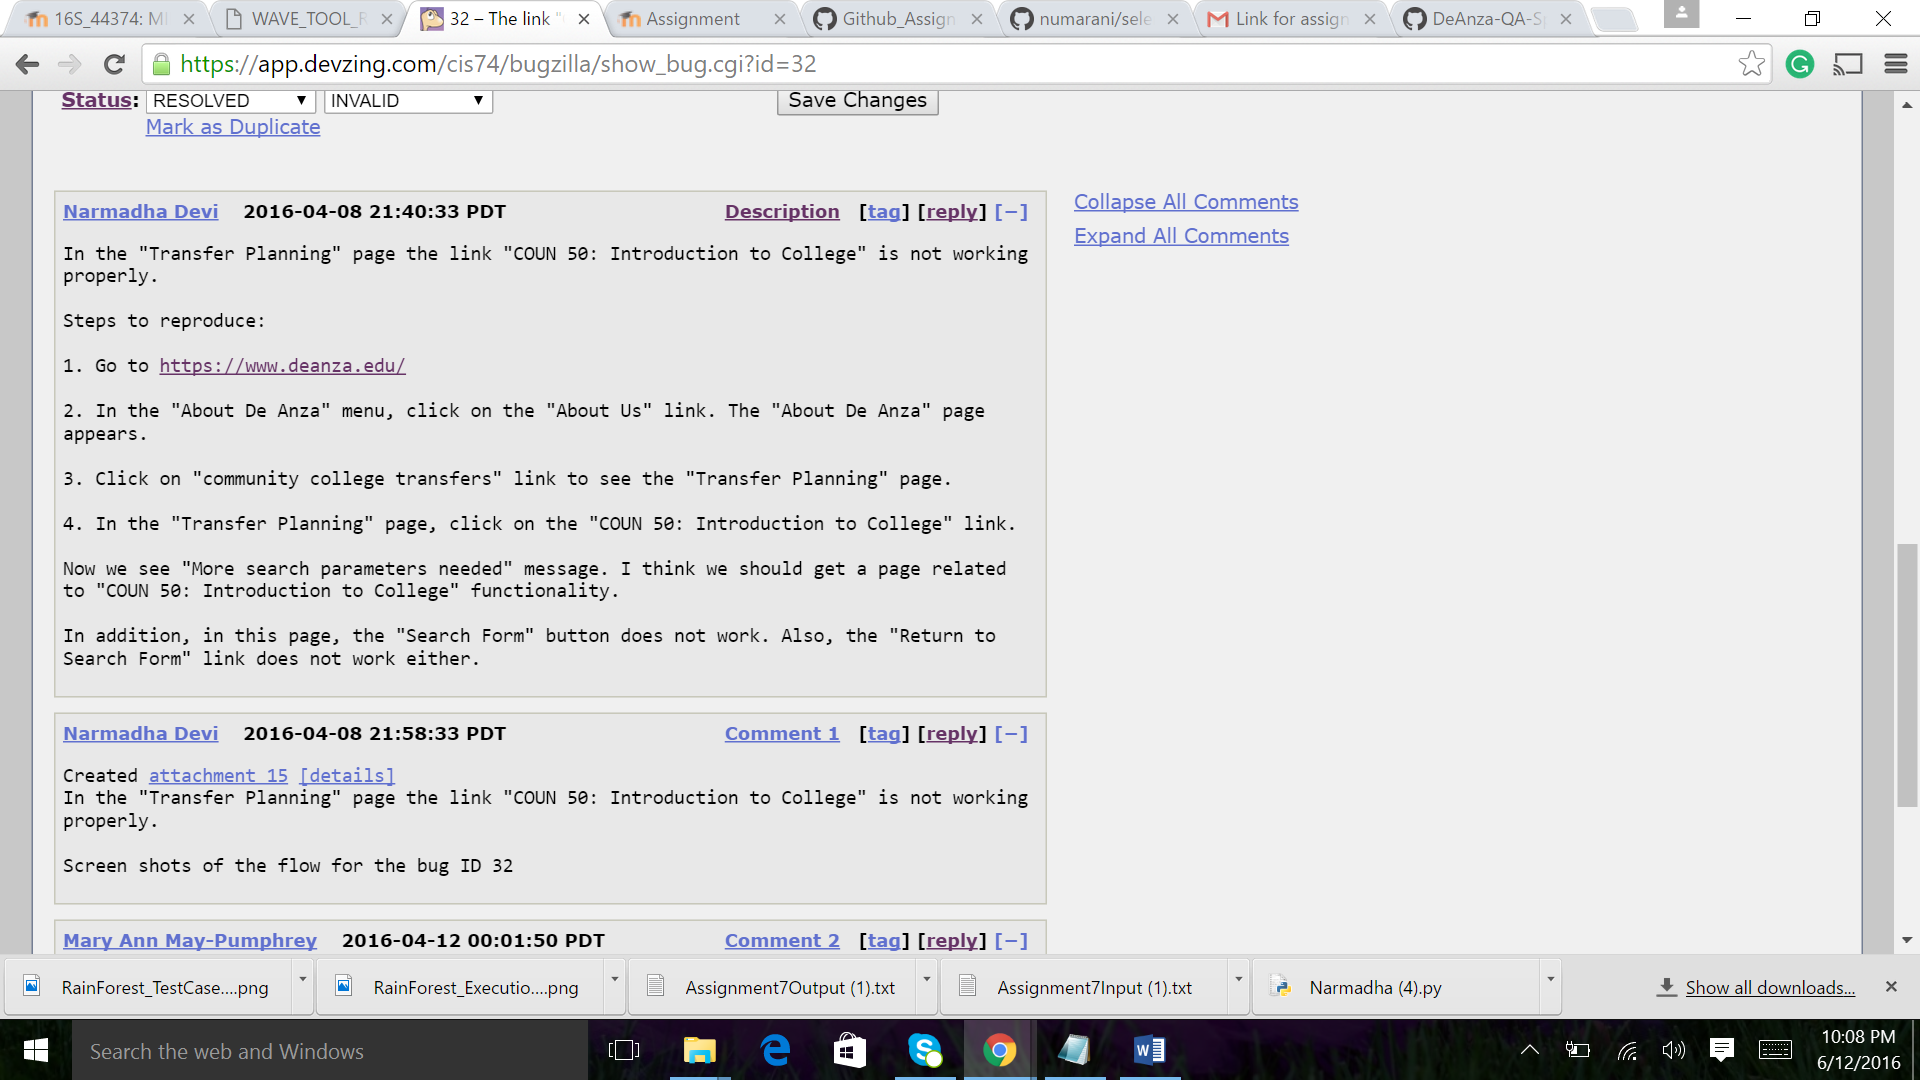 16S_44374: M
WAVE_TOOL_R
32 – The link "
Assignment
Github_Assign
numarani/sele
Link for assign
DeAnza-QA-S
https://app.devzing.com/cis74/bugzilla/show_bug.cgi?id=32
Status: RESOLVED INVALID Save Changes
Mark as Duplicate
Narmadha Devi 2016-04-08 21:40:33 PDT Description [tag] [reply] [−]
Collapse All Comments
Expand All Comments
In the "Transfer Planning" page the link "COUN 50: Introduction to College" is not working
properly.
Steps to reproduce:
1. Go to https://www.deanza.edu/
2. In the "About De Anza" menu, click on the "About Us" link. The "About De Anza" page
appears.
3. Click on "community college transfers" link to see the "Transfer Planning" page.
4. In the "Transfer Planning" page, click on the "COUN 50: Introduction to College" link.
Now we see "More search parameters needed" message. I think we should get a page related
to "COUN 50: Introduction to College" functionality.
In addition, in this page, the "Search Form" button does not work. Also, the "Return to
Search Form" link does not work either.
Narmadha Devi 2016-04-08 21:58:33 PDT Comment 1 [tag] [reply] [−]
Created attachment 15 [details]
In the "Transfer Planning" page the link "COUN 50: Introduction to College" is not working
properly.
Screen shots of the flow for the bug ID 32
Mary Ann May-Pumphrey 2016-04-12 00:01:50 PDT Comment 2 [tag] [reply] [−]
RainForest_TestCase....png
RainForest_Executio....png
Assignment7Output (1).txt
Assignment7Input (1).txt
Narmadha (4).py
Show all downloads...
Search the web and Windows
10:08 PM
6/12/2016